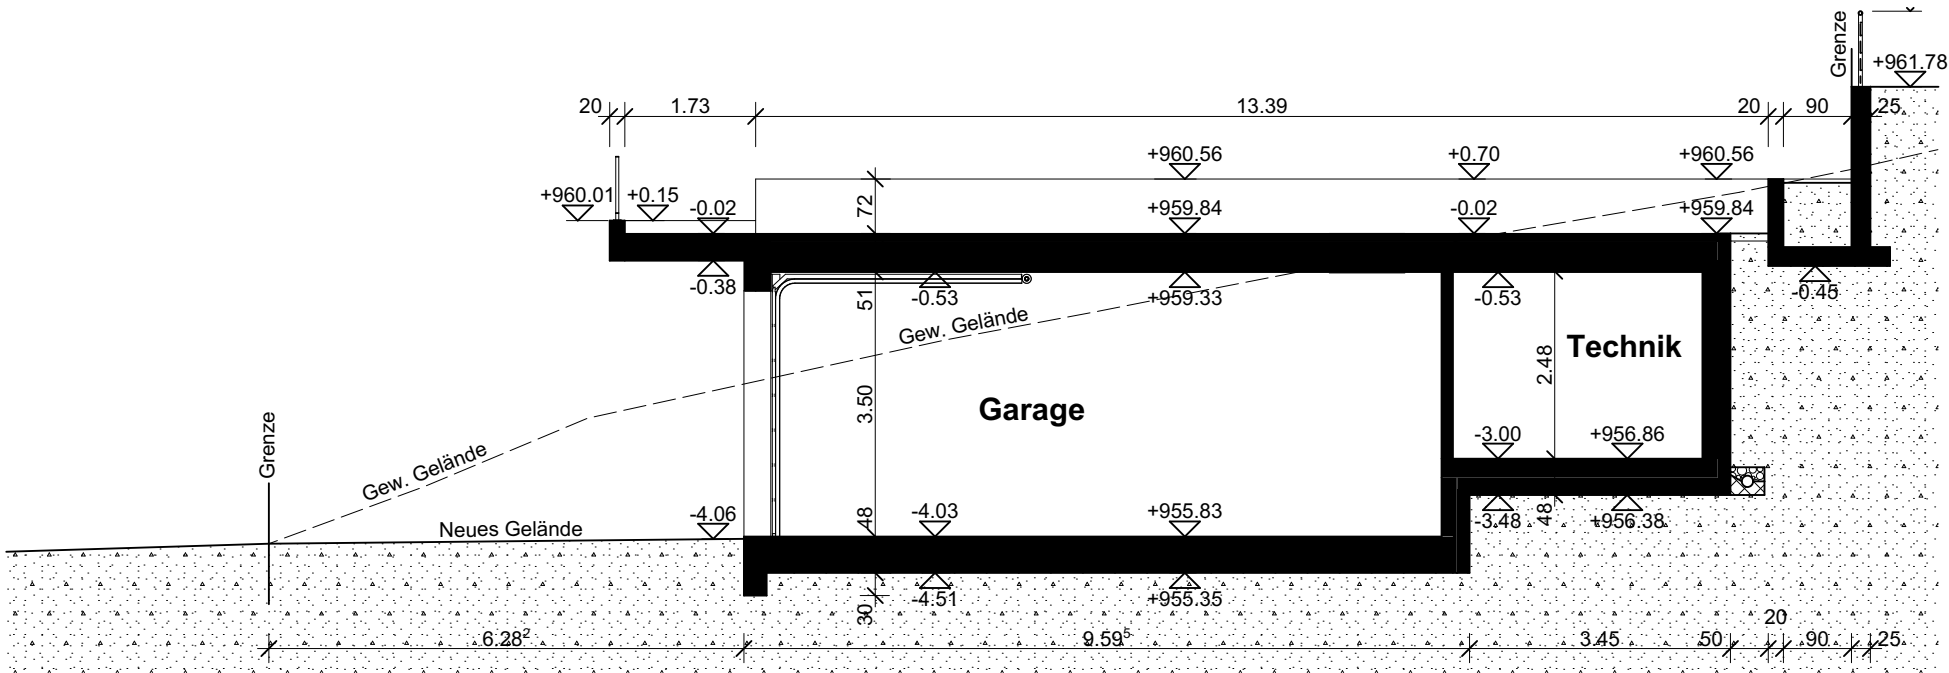 Grenze
+961.78
20 1.73 13.39 20 90 25
+960.56 +0.70 +960.56
+960.01 +0.15 -0.02 72 +959.84 -0.02 +959.84
-0.38 51 -0.53 +959.33 -0.53 -0.45
Gew. Gelände
2.48 Technik
3.50 Garage
Grenze
Gew. Gelände
-3.00 +956.86
Neues Gelände -4.06 48 -4.03 +955.83 -3.48 48 +956.38
30 -4.51 +955.35
20
6.28² 9.59⁵ 3.45 50 90 25